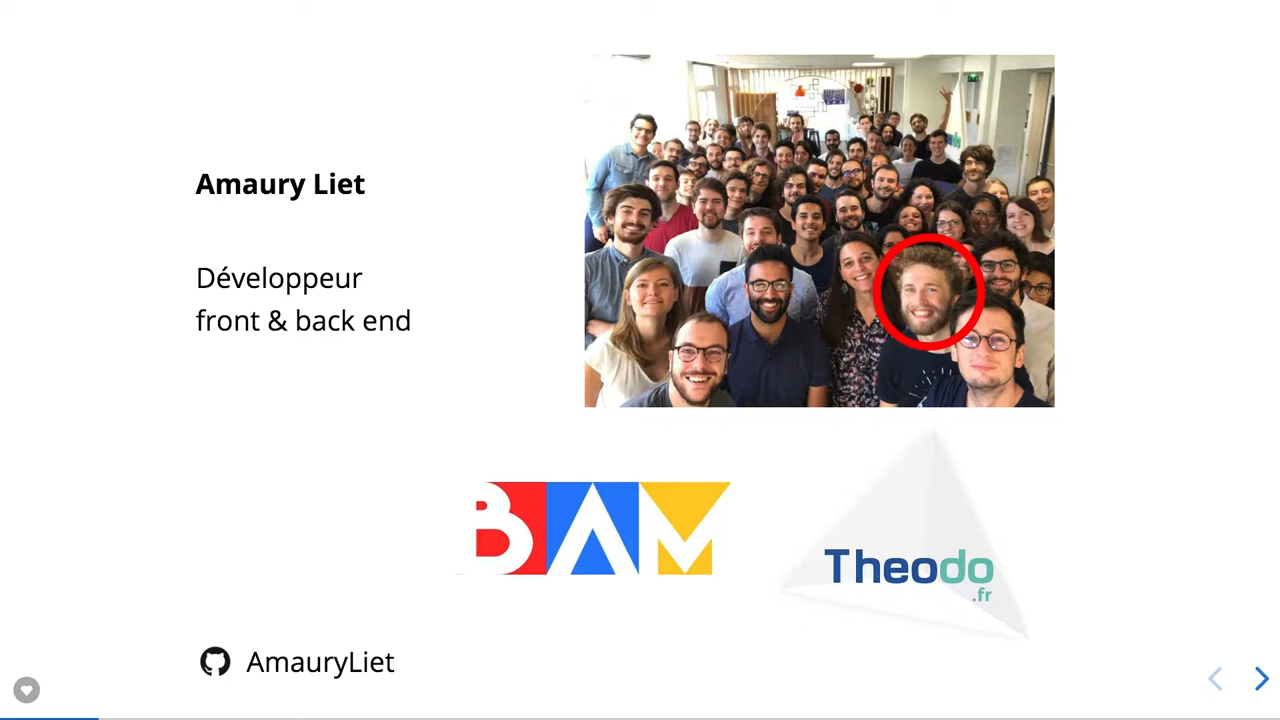 Amaury Liet
Développeur
front & back end
BAM
Theodo
.fr
AmauryLiet